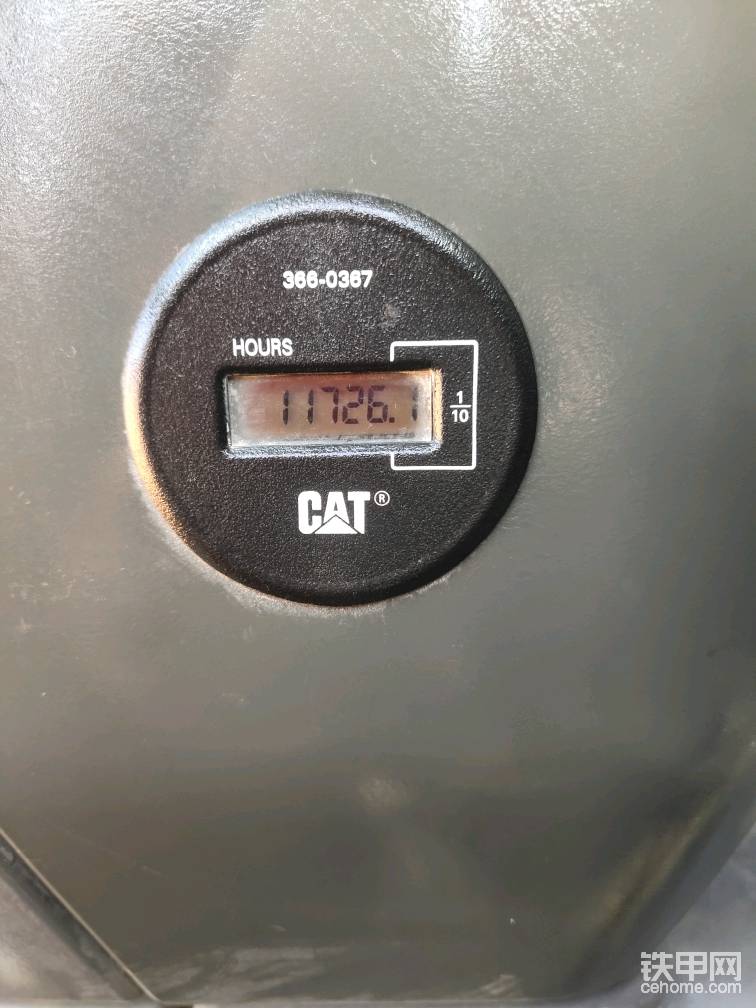 366-0367
HOURS
11726.1
1/10
CAT®
铁甲网
cehome.com